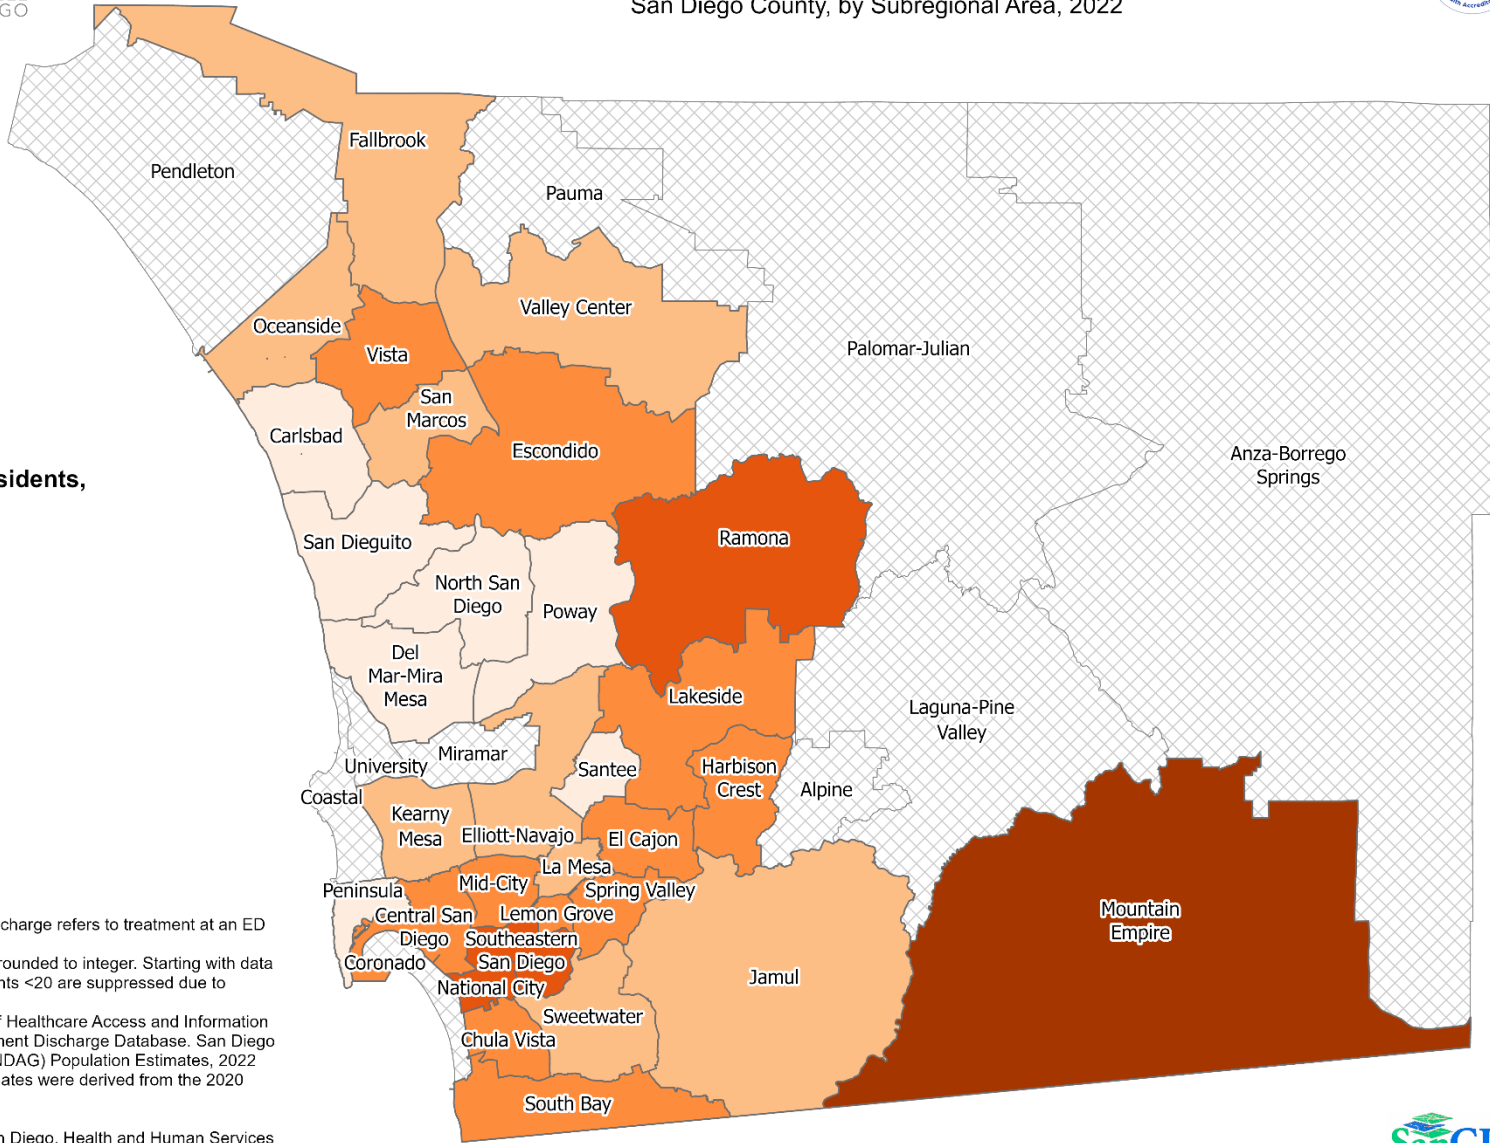 GO
San Diego County, by Subregional Area, 2022
Fallbrook
Pendleton
Pauma
Valley Center
Oceanside
Vista
Palomar-Julian
San
Marcos
Carlsbad
Escondido
Anza-Borrego
Springs
sidents,
San Dieguito
Ramona
North San
Diego
Poway
Del
Mar-Mira
Mesa
Lakeside
Laguna-Pine
Valley
Miramar
University
Santee
Harbison
Crest
Alpine
Coastal
Kearny
Mesa
Elliott-Navajo
El Cajon
La Mesa
Peninsula
Mid-City
Spring Valley
Central San
Diego
Lemon Grove
Mountain
Empire
charge refers to treatment at an ED
Southeastern
San Diego
Coronado
rounded to integer. Starting with data
nts <20 are suppressed due to
National City
Jamul
Sweetwater
f Healthcare Access and Information
nent Discharge Database. San Diego
NDAG) Population Estimates, 2022
ates were derived from the 2020
Chula Vista
South Bay
n Diego, Health and Human Services